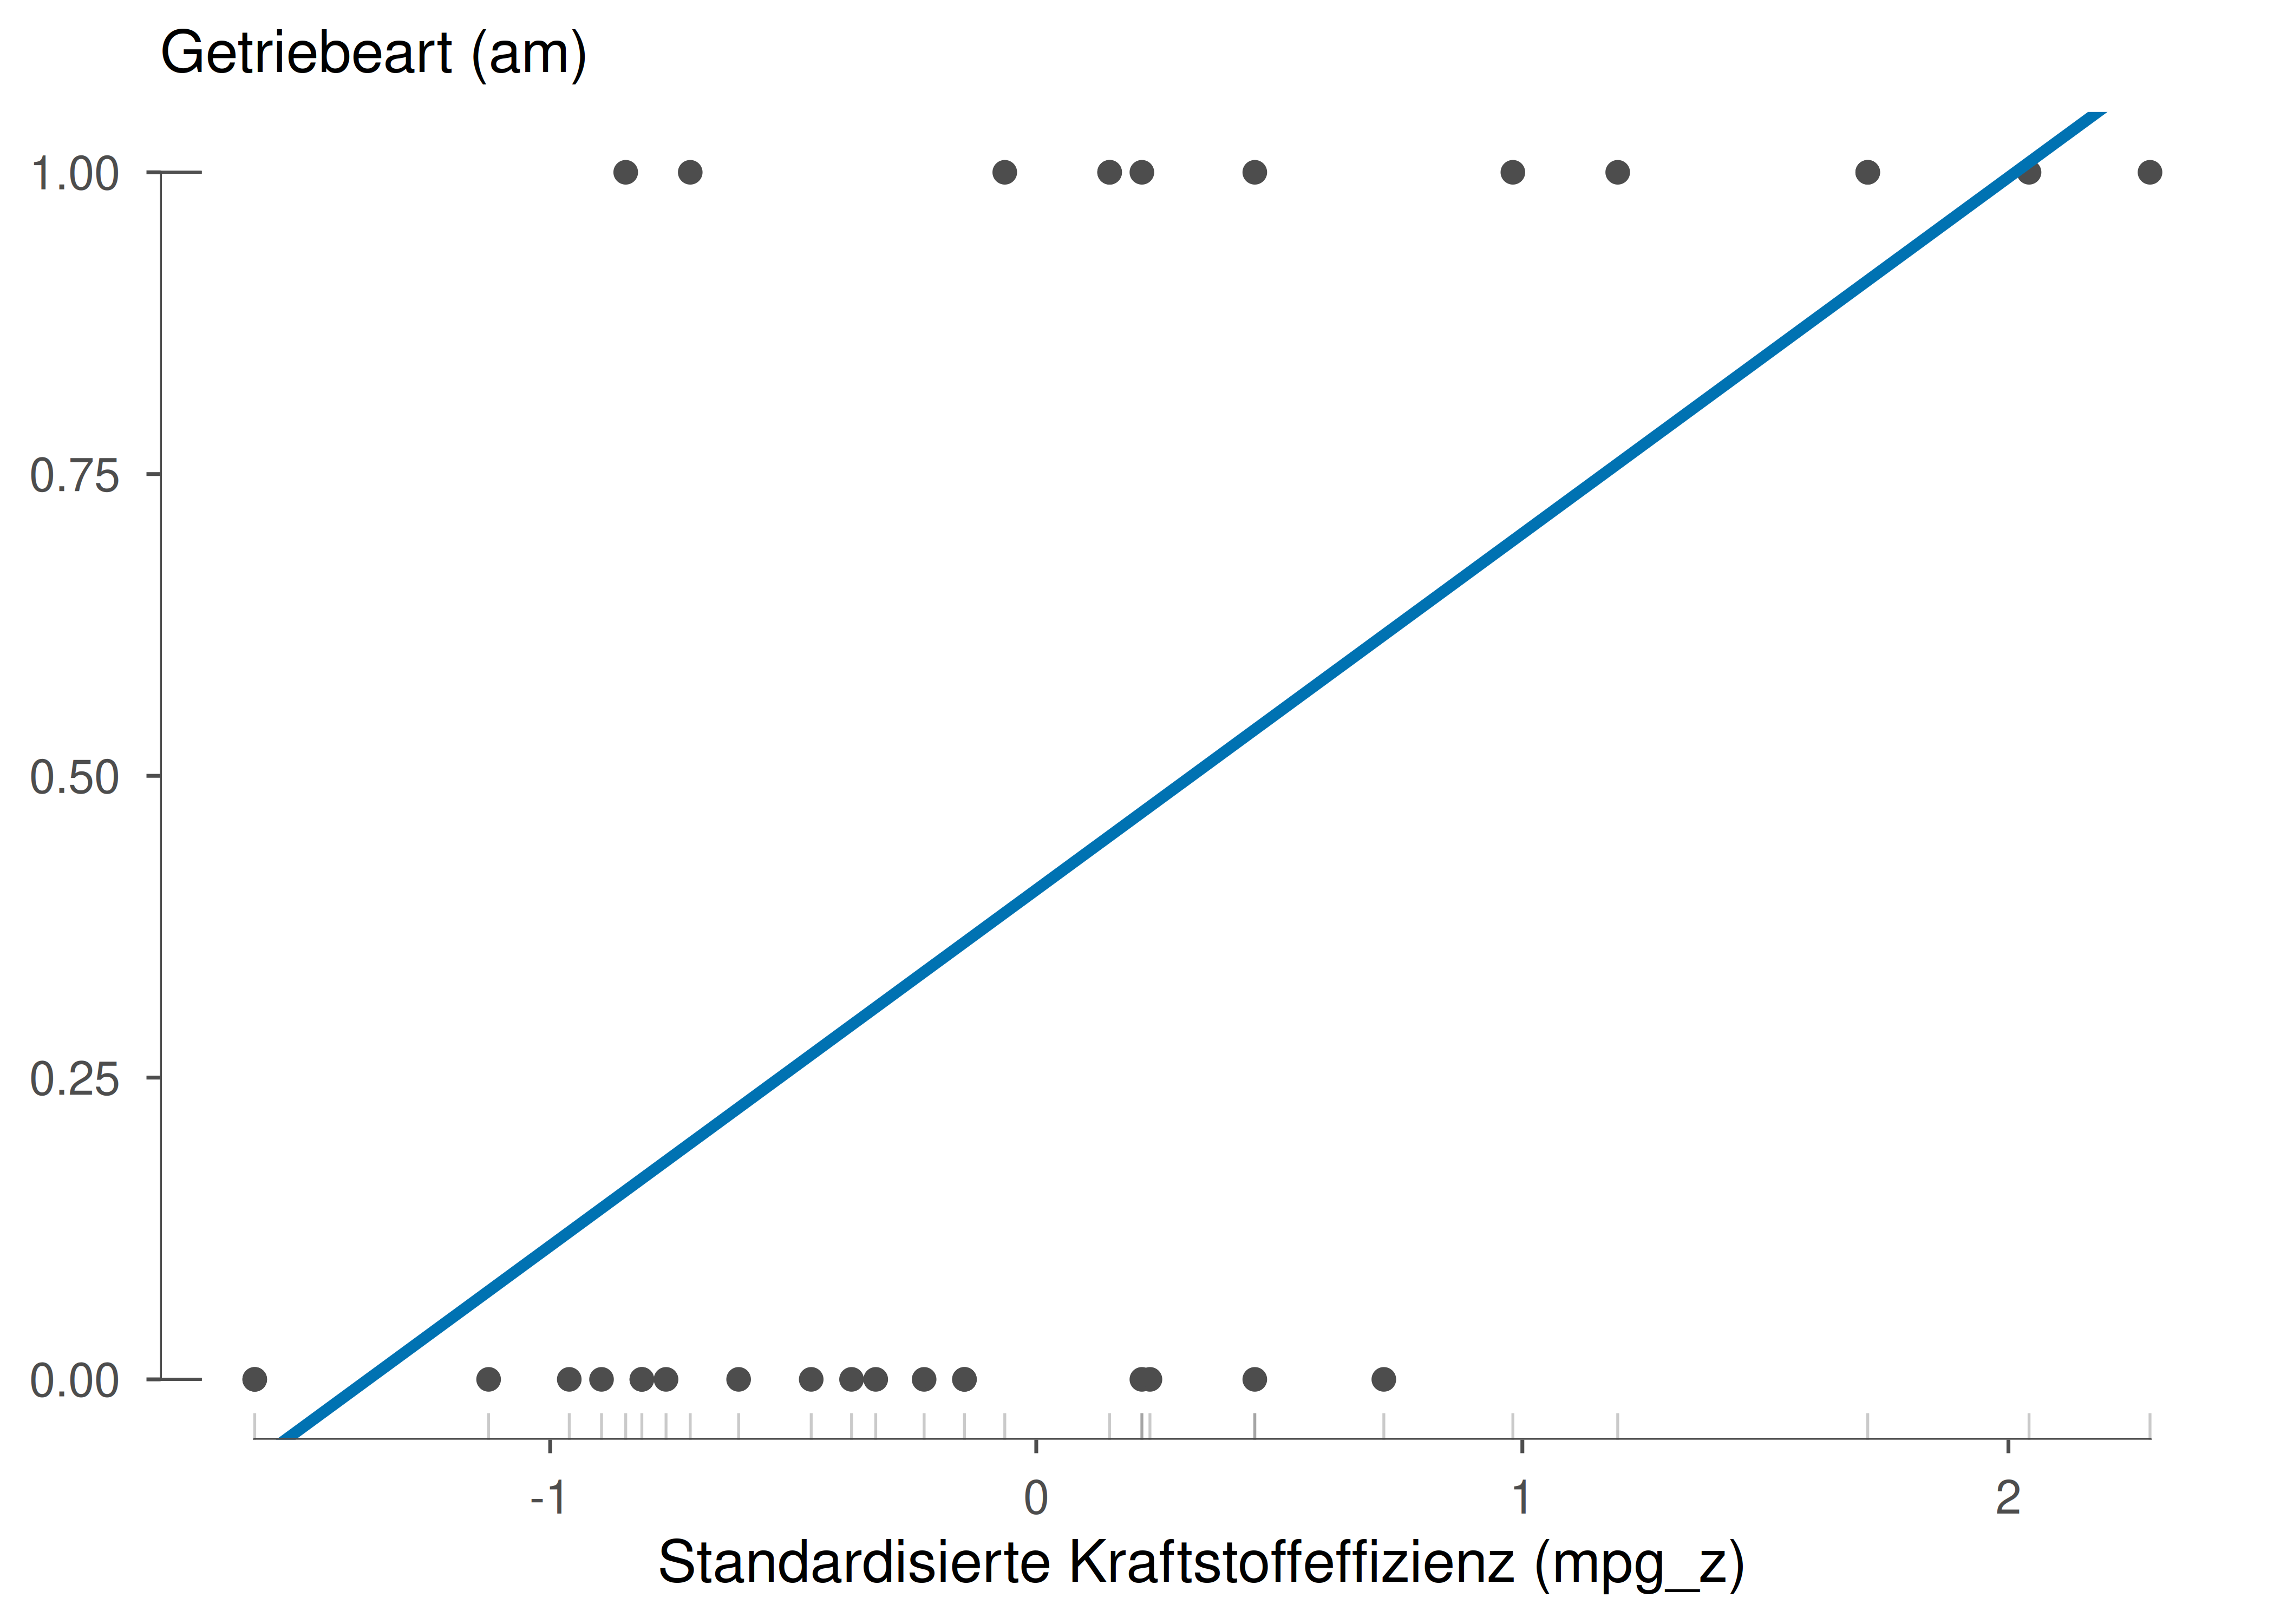 Getriebeart (am)
1.00
0.75
0.50
0.25
0.00
-1 0 1 2
Standardisierte Kraftstoffeffizienz (mpg_z)